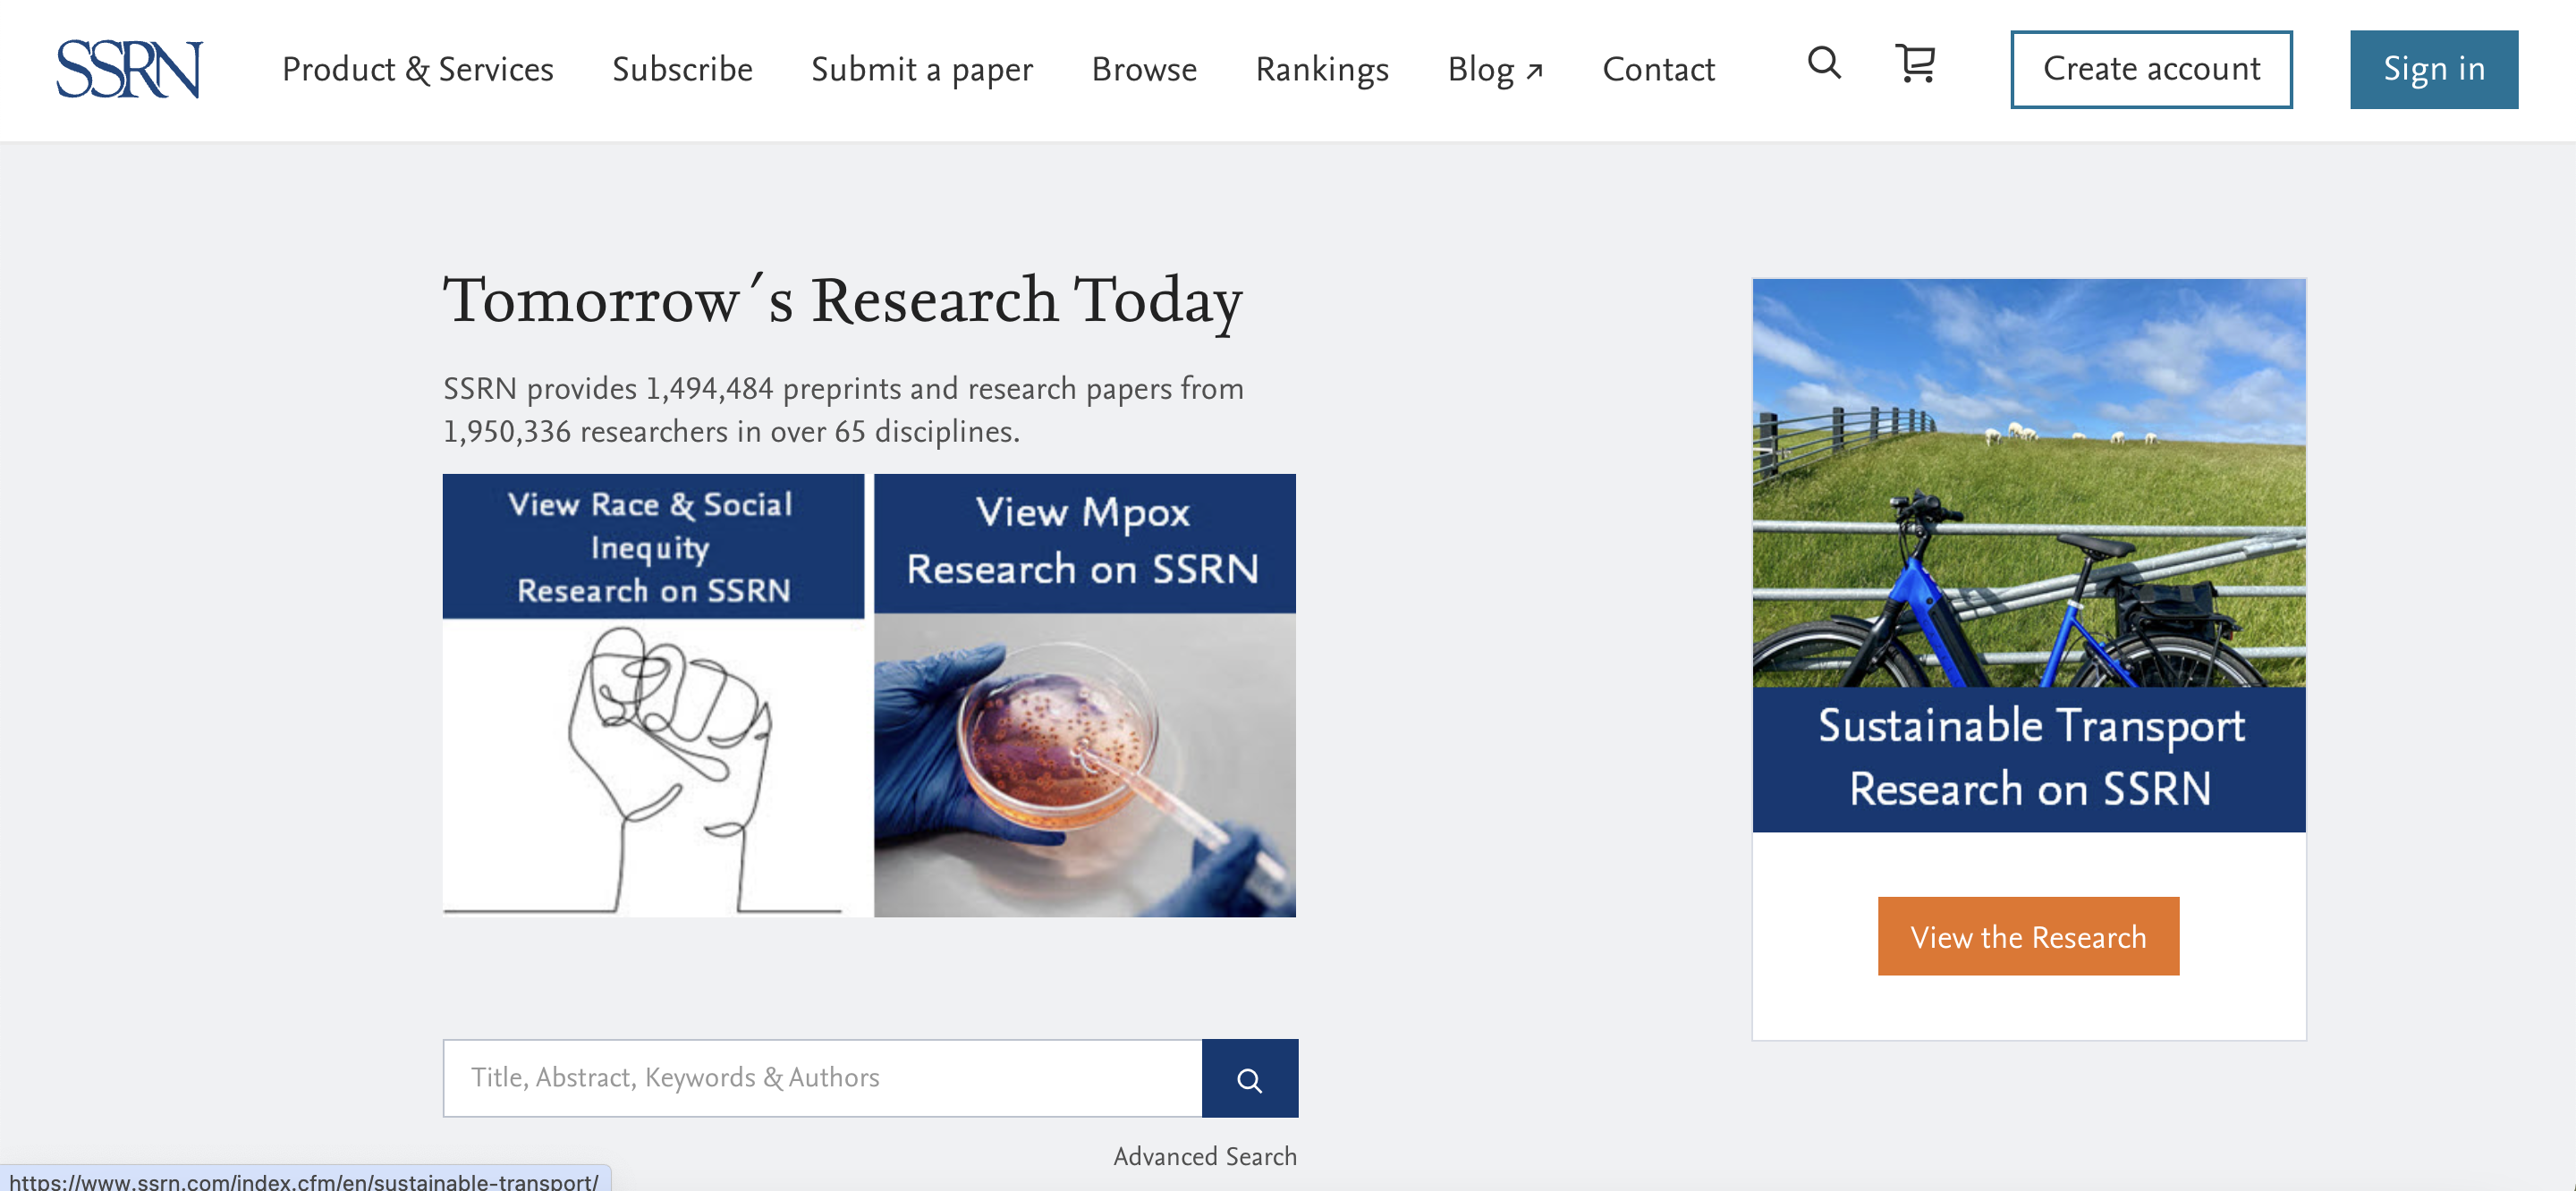 SSRN
Product & Services
Subscribe
Submit a paper
Browse
Rankings
Blog ↗
Contact
Create account
Sign in
Tomorrow´s Research Today
SSRN provides 1,494,484 preprints and research papers from
1,950,336 researchers in over 65 disciplines.
View Race & Social
Inequity
Research on SSRN
View Mpox
Research on SSRN
Sustainable Transport
Research on SSRN
View the Research
Title, Abstract, Keywords & Authors
Advanced Search
https://www.ssrn.com/index.cfm/en/sustainable-transport/